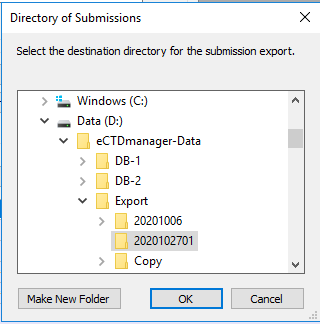 Directory of Submissions
Select the destination directory for the submission export.
Windows (C:)
Data (D:)
eCTDmanager-Data
DB-1
DB-2
Export
20201006
2020102701
Copy
Make New Folder
OK
Cancel